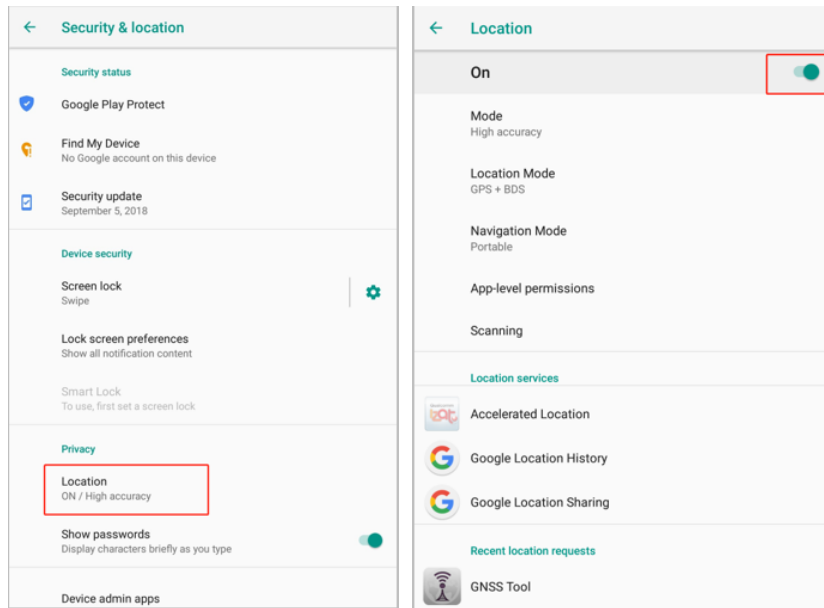 Security & location
Security status
Google Play Protect
Find My Device
No Google account on this device
Security update
September 5, 2018
Device security
Screen lock
Swipe
Lock screen preferences
Show all notification content
Smart Lock
To use, first set a screen lock
Privacy
Location
ON / High accuracy
Show passwords
Display characters briefly as you type
Device admin apps
Location
On
Mode
High accuracy
Location Mode
GPS + BDS
Navigation Mode
Portable
App-level permissions
Scanning
Location services
Accelerated Location
Google Location History
Google Location Sharing
Recent location requests
GNSS Tool